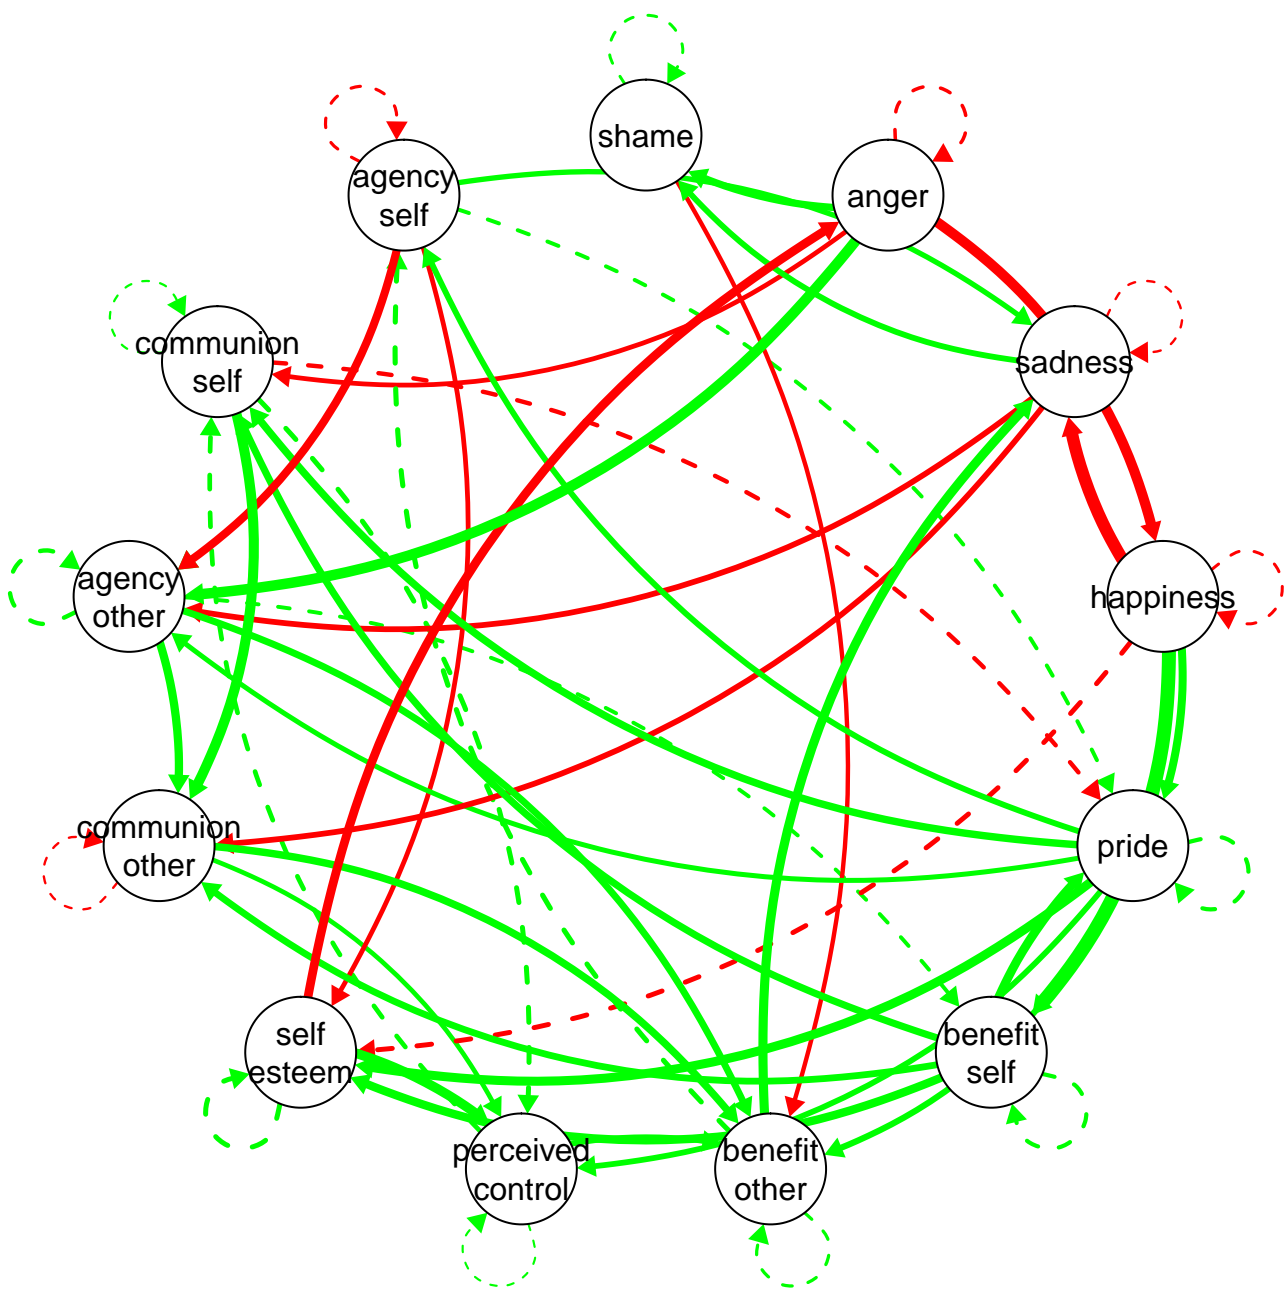 shame
agency
self
anger
communion
self
sadness
agency
other
happiness
communion
other
pride
self
esteem
benefit
self
perceived
control
benefit
other